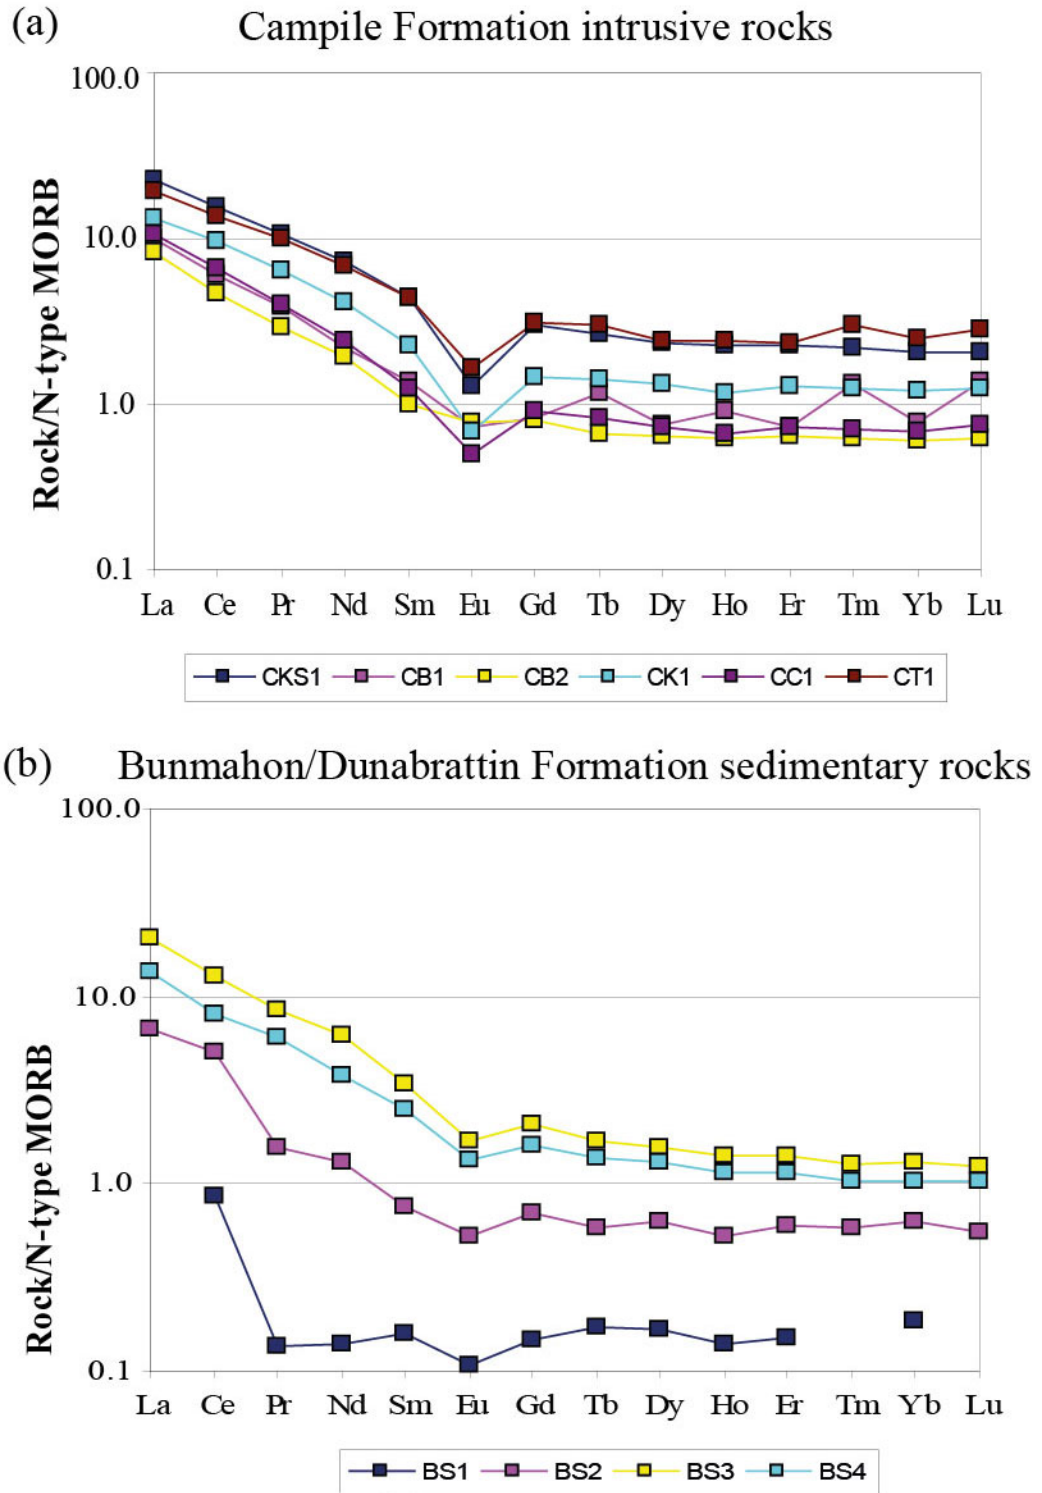 (a) Campile Formation intrusive rocks
Rock/N-type MORB
100.0
10.0
1.0
0.1
La Ce Pr Nd Sm Eu Gd Tb Dy Ho Er Tm Yb Lu
CKS1 CB1 CB2 CK1 CC1 CT1
(b) Bunmahon/Dunabrattin Formation sedimentary rocks
Rock/N-type MORB
100.0
10.0
1.0
0.1
La Ce Pr Nd Sm Eu Gd Tb Dy Ho Er Tm Yb Lu
BS1 BS2 BS3 BS4